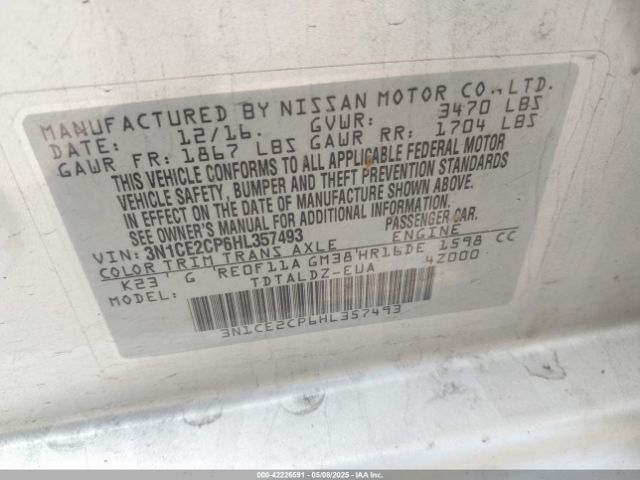 MANUFACTURED BY NISSAN MOTOR CO., LTD.
DATE: 12/16. GVWR: 3470 LBS
GAWR FR: 1867 LBS GAWR RR: 1704 LBS
THIS VEHICLE CONFORMS TO ALL APPLICABLE FEDERAL MOTOR
VEHICLE SAFETY, BUMPER AND THEFT PREVENTION STANDARDS
IN EFFECT ON THE DATE OF MANUFACTURE SHOWN ABOVE.
SEE OWNER'S MANUAL FOR ADDITIONAL INFORMATION.
VIN: 3N1CE2CP6HL357493 PASSENGER CAR.
COLOR TRIM TRANS AXLE ENGINE
K23 G RE0F11A GM38 HR16DE 1598 CC
MODEL: TDTALDZ-EUA 4Z000
3N1CE2CP6HL357493
000-42226591 - 05/08/2025 - IAAI.COM